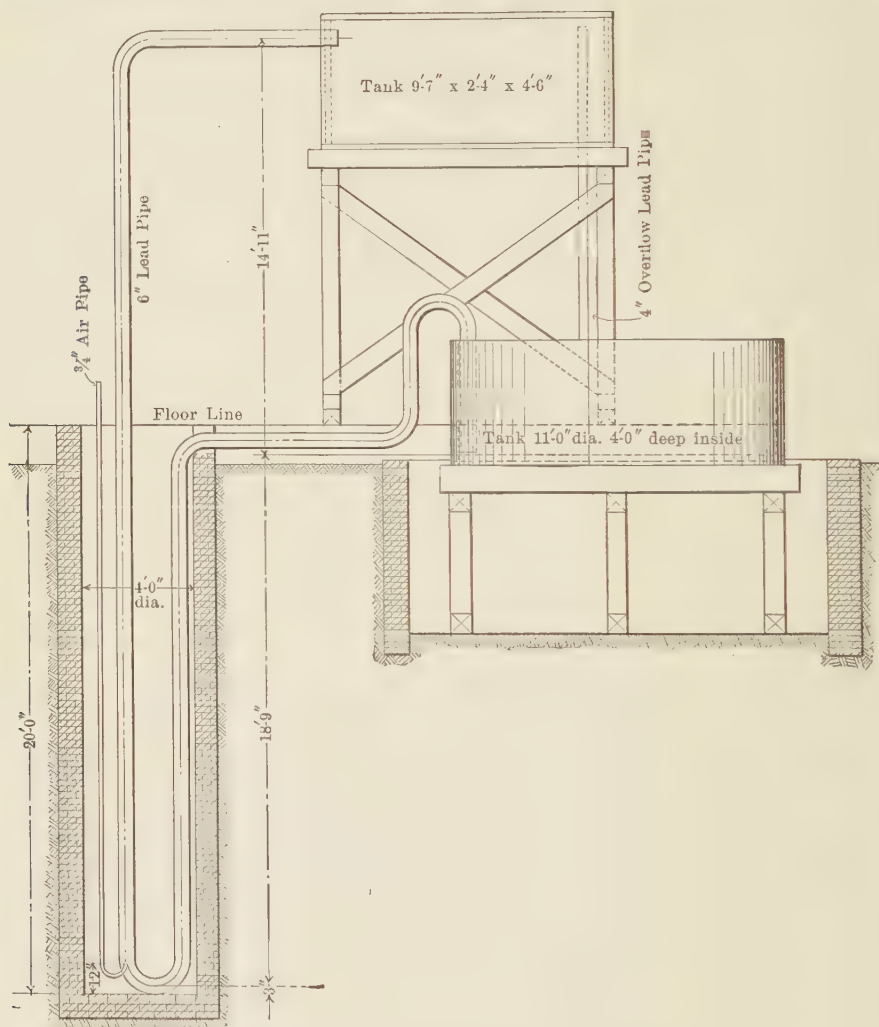 Tank 9'-7" x 2'-4" x 4'-6"
4" Overflow Lead Pipe
14'-11"
6" Lead Pipe
¾" Air Pipe
Floor Line
Tank 11'-0" dia. 4'-0" deep inside
4'-0"
dia.
20'-0"
18'-9"
12"
3"